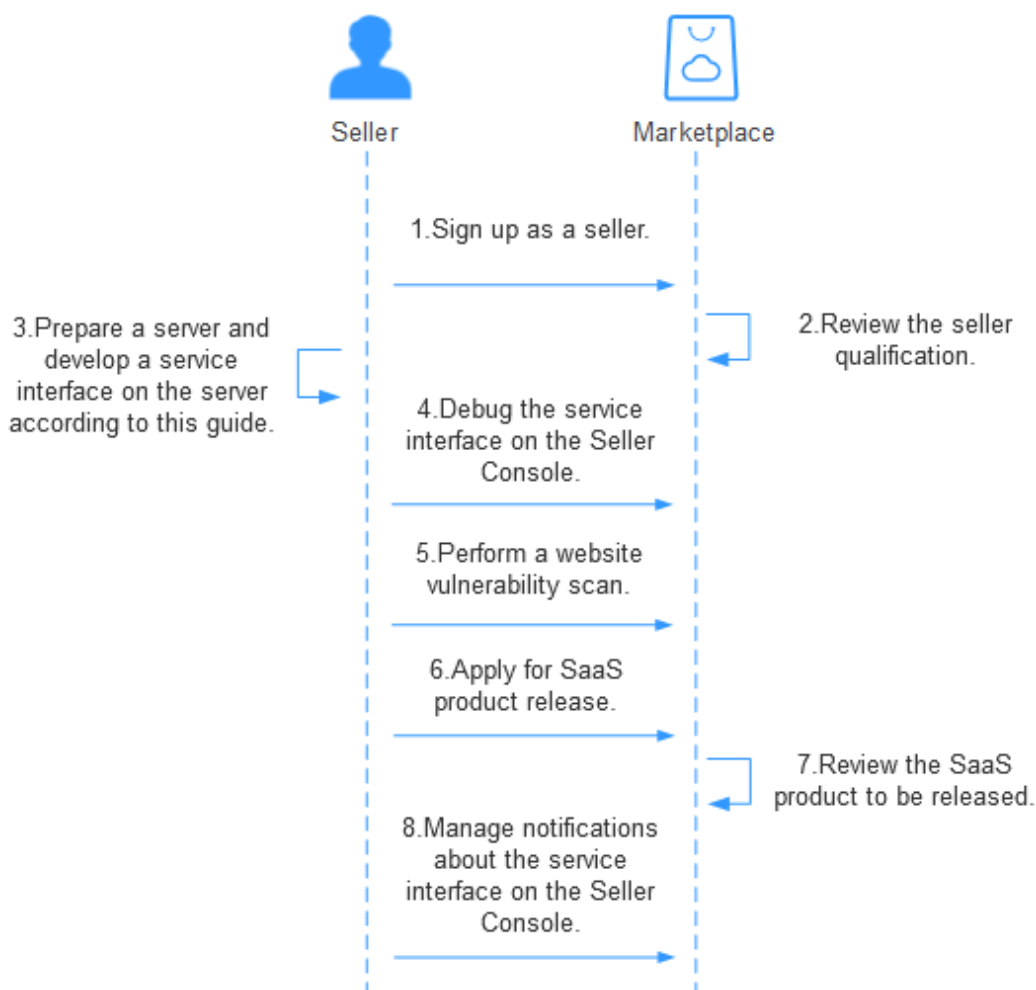 Seller
Marketplace
1.Sign up as a seller.
2.Review the seller
qualification.
3.Prepare a server and
develop a service
interface on the server
according to this guide.
4.Debug the service
interface on the Seller
Console.
5.Perform a website
vulnerability scan.
6.Apply for SaaS
product release.
7.Review the SaaS
product to be released.
8.Manage notifications
about the service
interface on the Seller
Console.